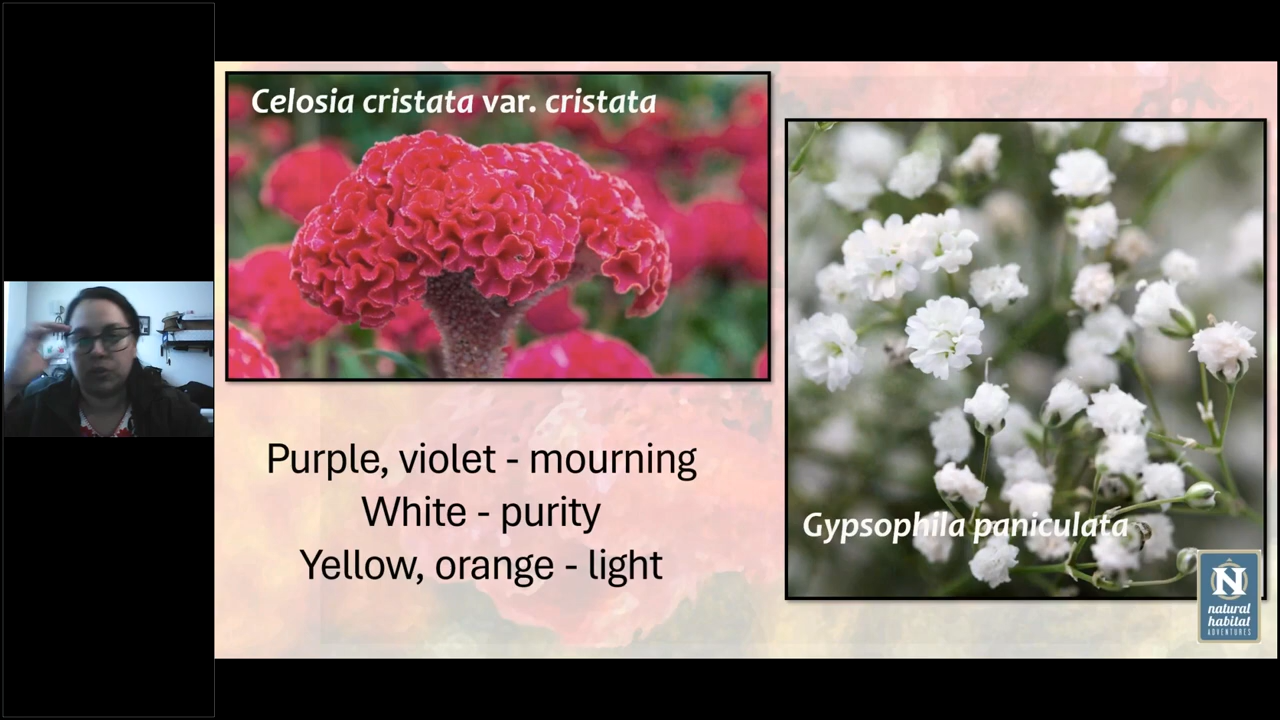 Celosia cristata var. cristata
Purple, violet - mourning
White - purity
Yellow, orange - light
Gypsophila paniculata
N
natural
habitat
ADVENTURES